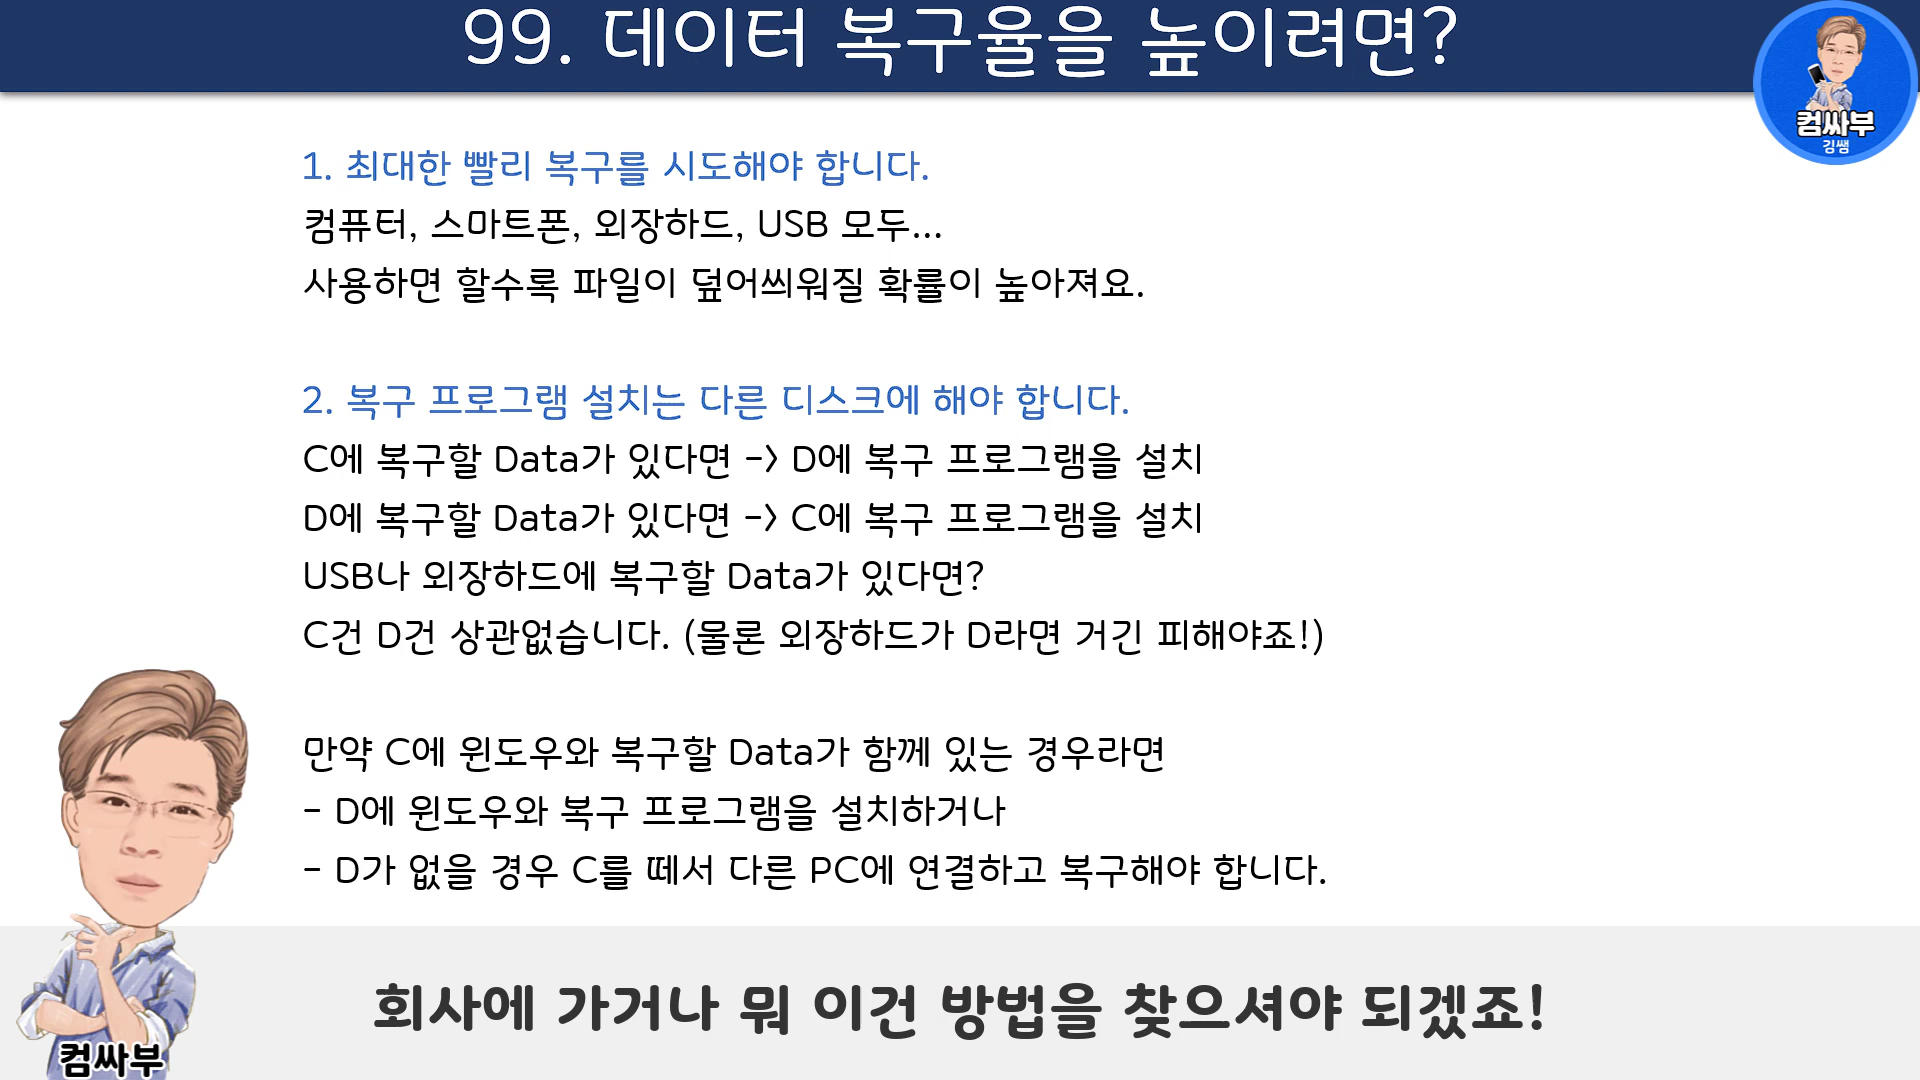 99. 데이터 복구율을 높이려면?
컴싸부
김쌤
1. 최대한 빨리 복구를 시도해야 합니다.
컴퓨터, 스마트폰, 외장하드, USB 모두...
사용하면 할수록 파일이 덮어씌워질 확률이 높아져요.
2. 복구 프로그램 설치는 다른 디스크에 해야 합니다.
C에 복구할 Data가 있다면 -> D에 복구 프로그램을 설치
D에 복구할 Data가 있다면 -> C에 복구 프로그램을 설치
USB나 외장하드에 복구할 Data가 있다면?
C건 D건 상관없습니다. (물론 외장하드가 D라면 거긴 피해야죠!)
만약 C에 윈도우와 복구할 Data가 함께 있는 경우라면
- D에 윈도우와 복구 프로그램을 설치하거나
- D가 없을 경우 C를 떼서 다른 PC에 연결하고 복구해야 합니다.
회사에 가거나 뭐 이건 방법을 찾으셔야 되겠죠!
컴싸부